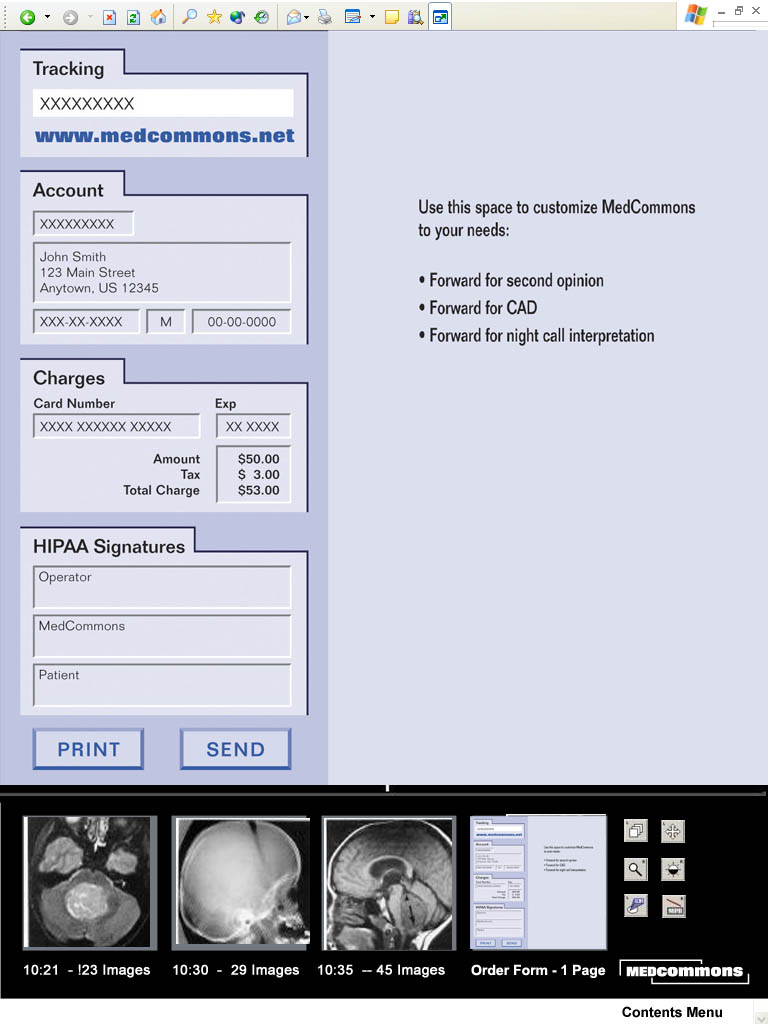 Tracking
XXXXXXXXX
www.medcommons.net
Account
XXXXXXXXX
John Smith
123 Main Street
Anytown, US 12345
XXX-XX-XXXX M 00-00-0000
Charges
Card Number Exp
XXXX XXXXXX XXXXX XX XXXX
Amount $50.00
Tax $ 3.00
Total Charge $53.00
HIPAA Signatures
Operator
MedCommons
Patient
PRINT SEND
Use this space to customize MedCommons
to your needs:
• Forward for second opinion
• Forward for CAD
• Forward for night call interpretation
10:21 - !23 Images
10:30 - 29 Images
10:35 -- 45 Images
Order Form - 1 Page
MPR
MEDcommons
Contents Menu